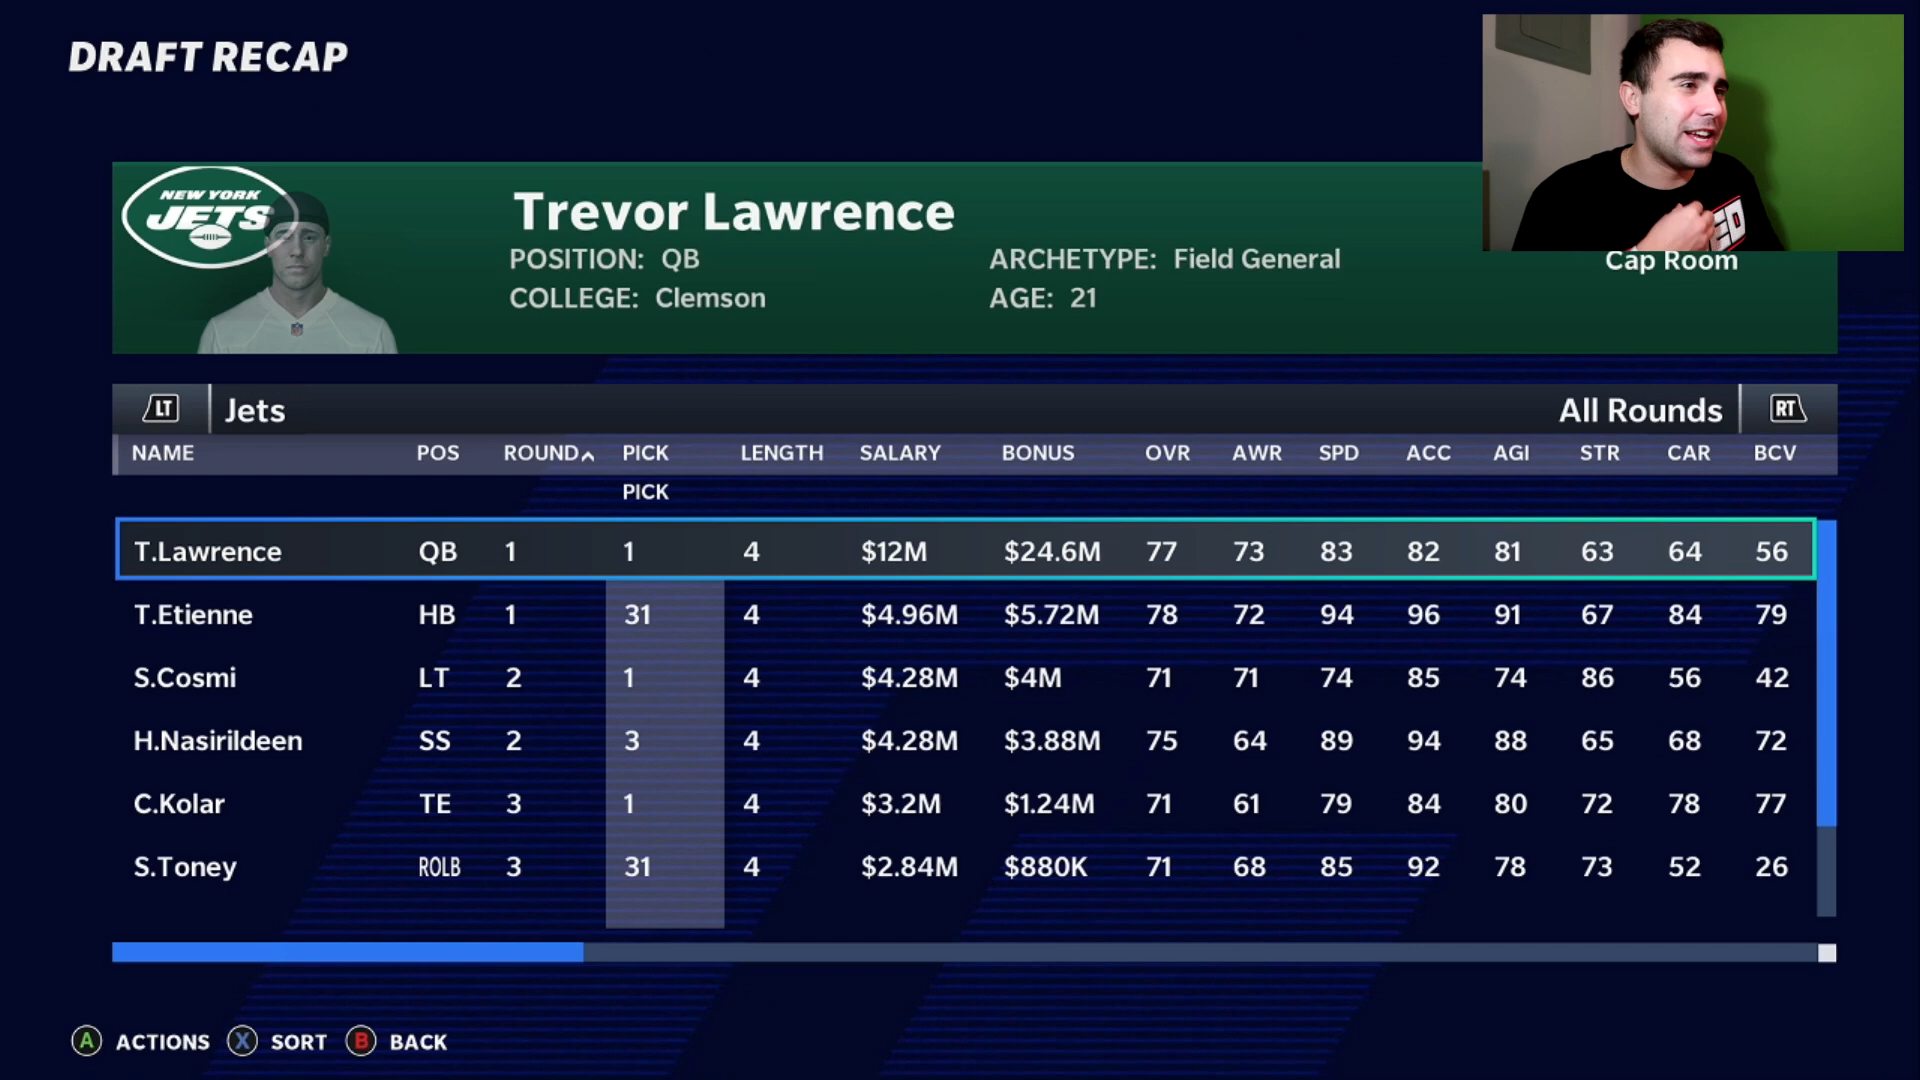 DRAFT RECAP
NEW YORK
JETS
Trevor Lawrence
POSITION: QB
ARCHETYPE: Field General
COLLEGE: Clemson
AGE: 21
Cap Room
ED
LT Jets All Rounds RT
NAME POS ROUND PICK LENGTH SALARY BONUS OVR AWR SPD ACC AGI STR CAR BCV
PICK
T.Lawrence QB 1 1 4 $12M $24.6M 77 73 83 82 81 63 64 56
T.Etienne HB 1 31 4 $4.96M $5.72M 78 72 94 96 91 67 84 79
S.Cosmi LT 2 1 4 $4.28M $4M 71 71 74 85 74 86 56 42
H.Nasirildeen SS 2 3 4 $4.28M $3.88M 75 64 89 94 88 65 68 72
C.Kolar TE 3 1 4 $3.2M $1.24M 71 61 79 84 80 72 78 77
S.Toney ROLB 3 31 4 $2.84M $880K 71 68 85 92 78 73 52 26
A ACTIONS X SORT B BACK